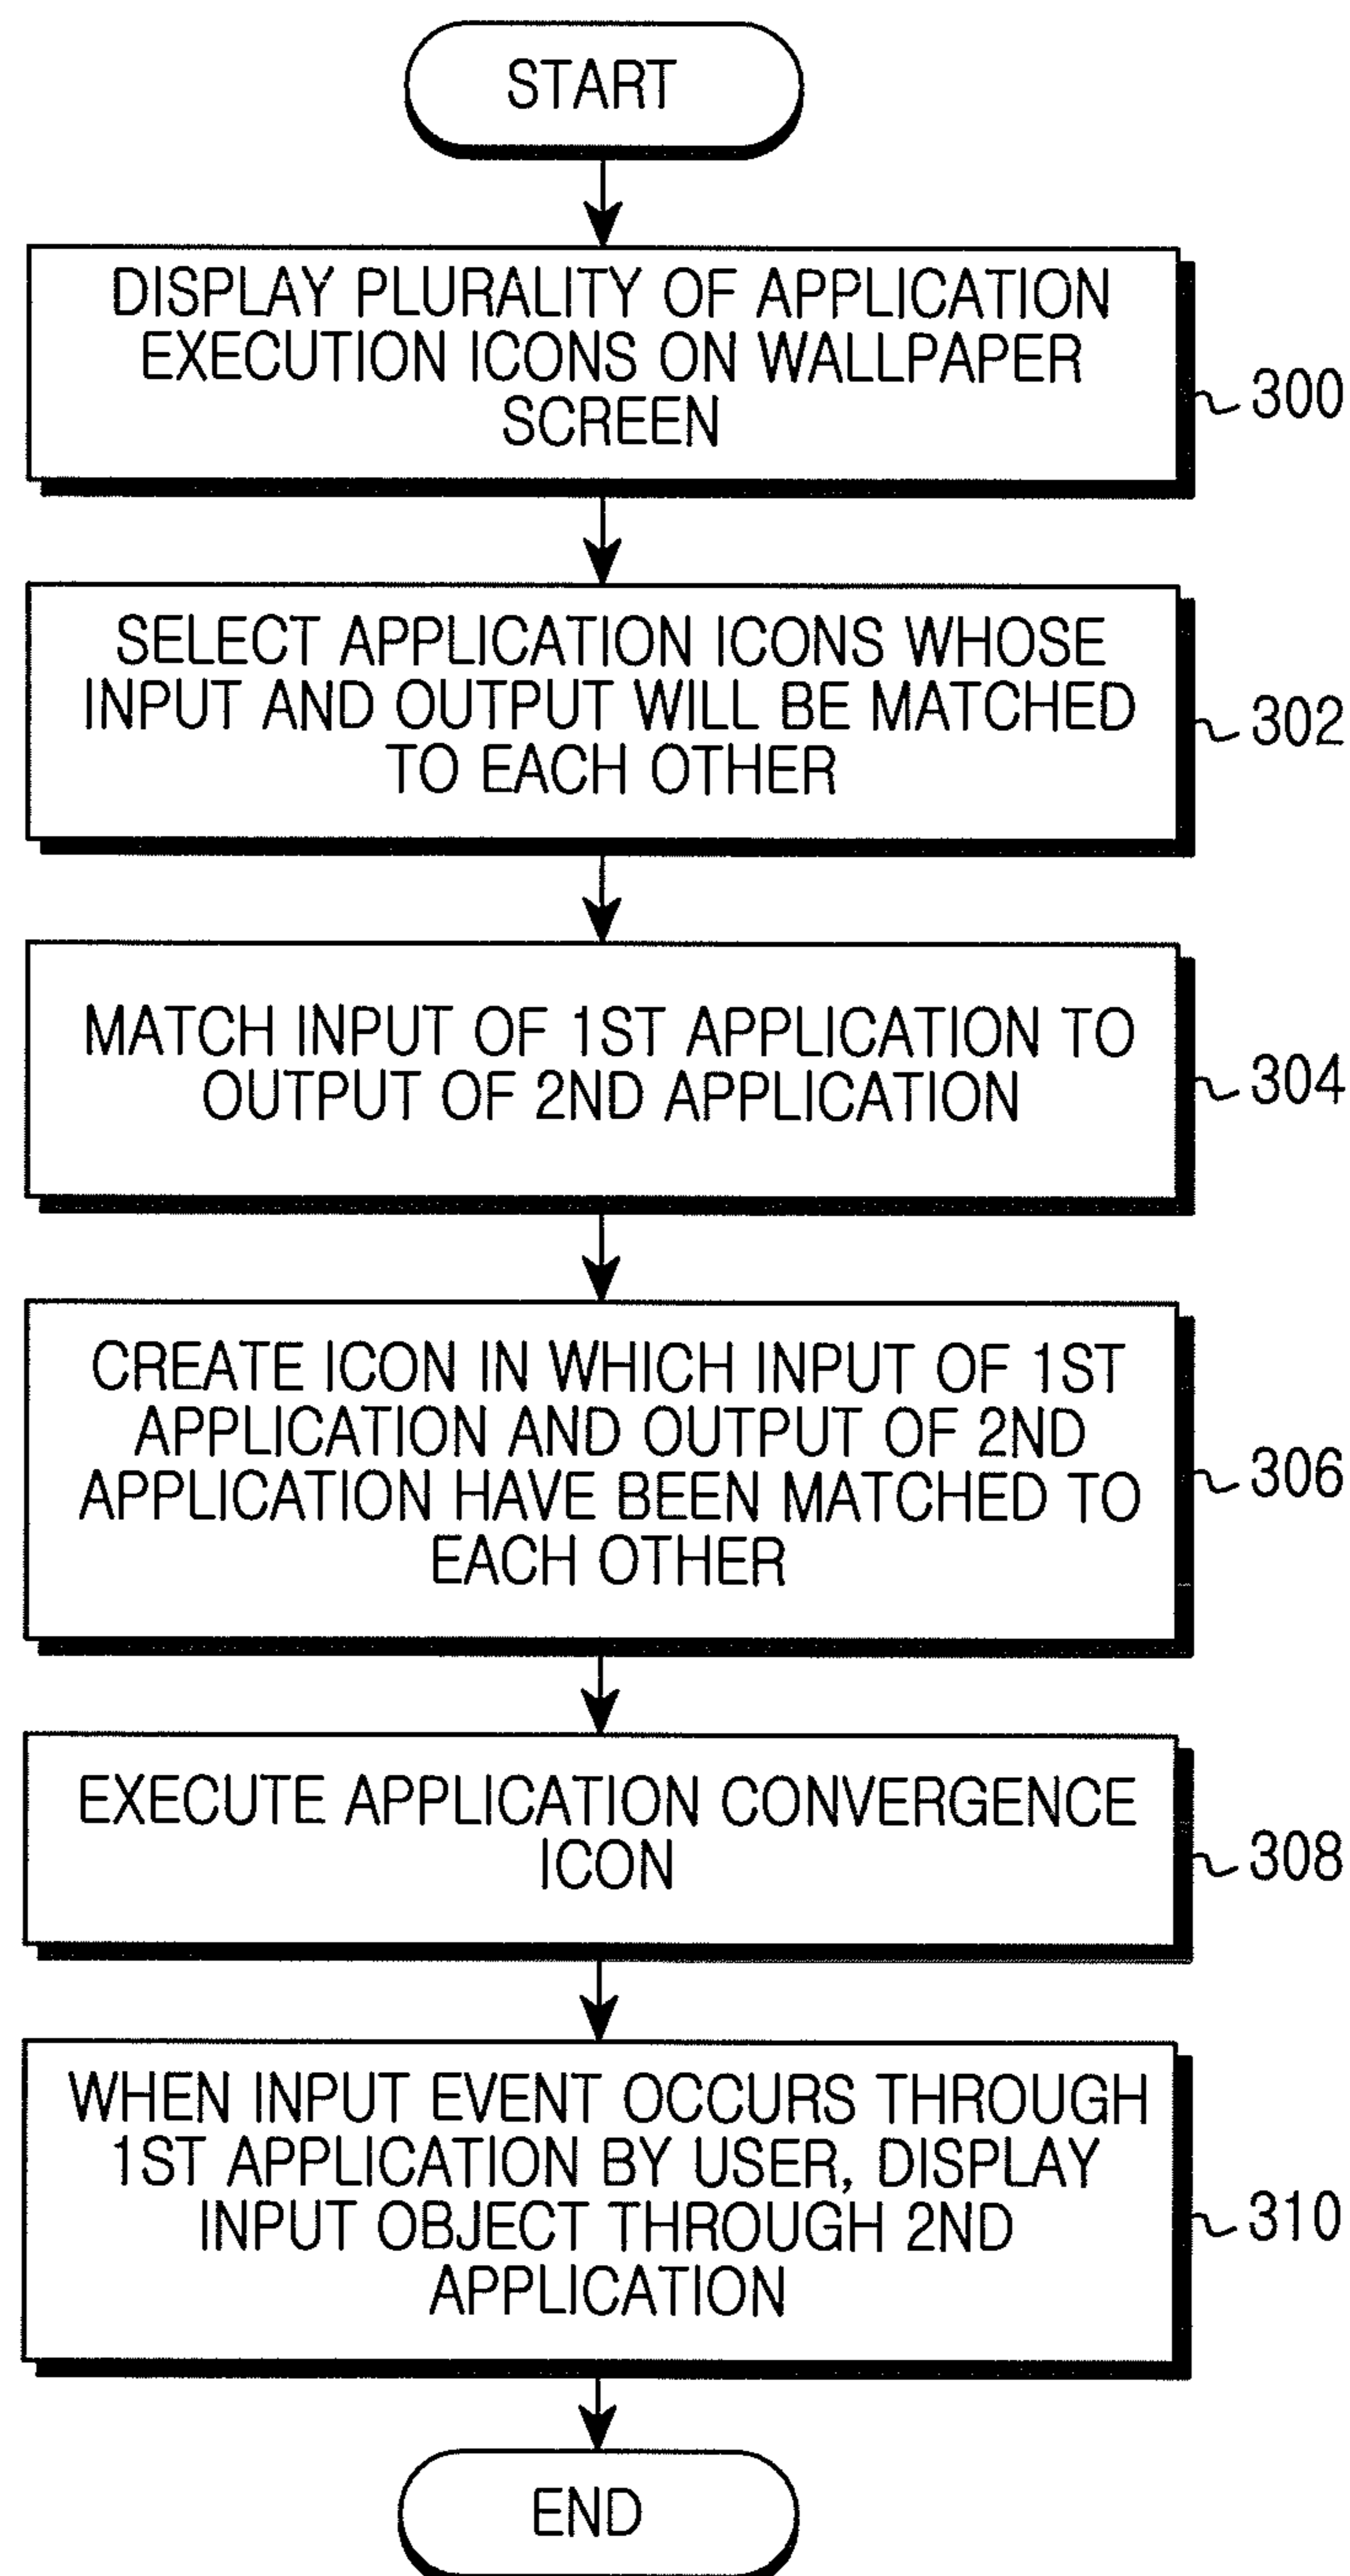 START
DISPLAY PLURALITY OF APPLICATION
EXECUTION ICONS ON WALLPAPER
SCREEN
300
SELECT APPLICATION ICONS WHOSE
INPUT AND OUTPUT WILL BE MATCHED
TO EACH OTHER
302
MATCH INPUT OF 1ST APPLICATION TO
OUTPUT OF 2ND APPLICATION
304
CREATE ICON IN WHICH INPUT OF 1ST
APPLICATION AND OUTPUT OF 2ND
APPLICATION HAVE BEEN MATCHED TO
EACH OTHER
306
EXECUTE APPLICATION CONVERGENCE
ICON
308
WHEN INPUT EVENT OCCURS THROUGH
1ST APPLICATION BY USER, DISPLAY
INPUT OBJECT THROUGH 2ND
APPLICATION
310
END